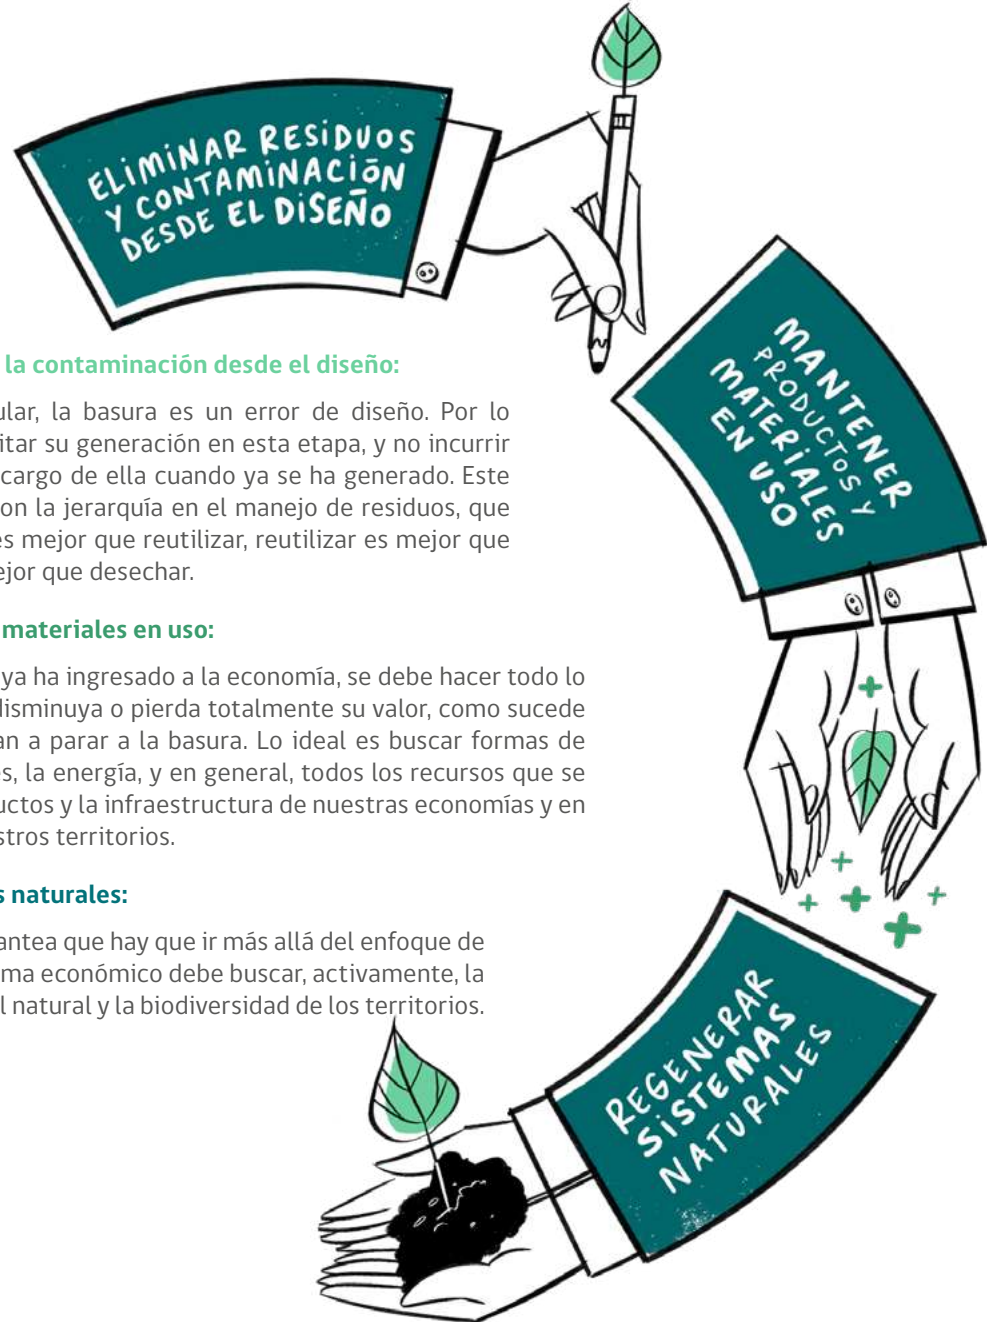 ELIMINAR RESIDUOS
Y CONTAMINACIÓN
DESDE EL DISEÑO
MANTENER
PRODUCTOS Y
MATERIALES
EN USO
la contaminación desde el diseño:
ular, la basura es un error de diseño. Por lo
itar su generación en esta etapa, y no incurrir
cargo de ella cuando ya se ha generado. Este
on la jerarquía en el manejo de residuos, que
es mejor que reutilizar, reutilizar es mejor que
ejor que desechar.
materiales en uso:
ya ha ingresado a la economía, se debe hacer todo lo
disminuya o pierda totalmente su valor, como sucede
an a parar a la basura. Lo ideal es buscar formas de
es, la energía, y en general, todos los recursos que se
uctos y la infraestructura de nuestras economías y en
stros territorios.
s naturales:
antea que hay que ir más allá del enfoque de
ma económico debe buscar, activamente, la
l natural y la biodiversidad de los territorios.
REGENERAR
SISTEMAS
NATURALES